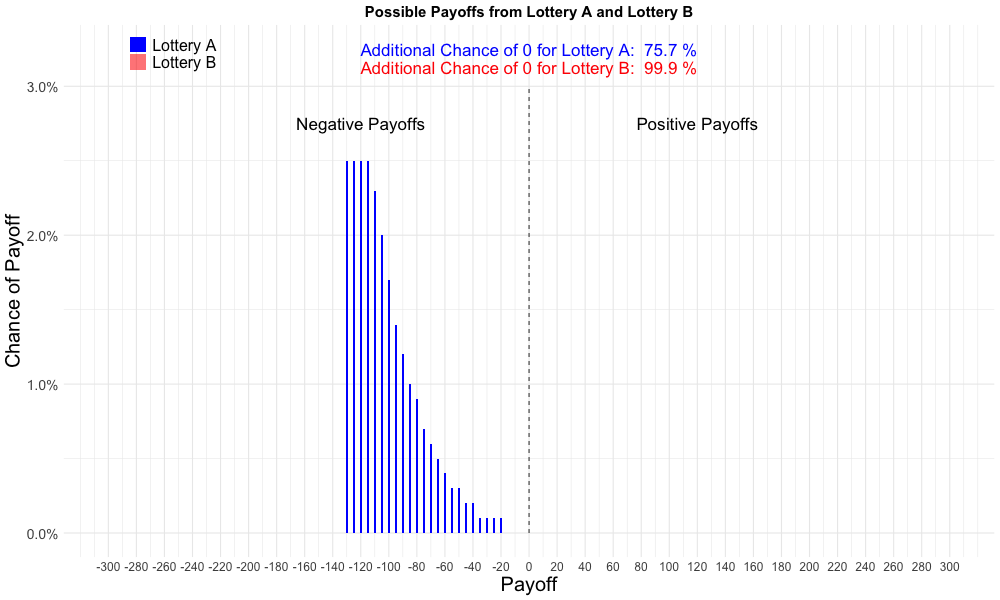 Possible Payoffs from Lottery A and Lottery B
Lottery A
Lottery B
Additional Chance of 0 for Lottery A: 75.7 %
Additional Chance of 0 for Lottery B: 99.9 %
Negative Payoffs
Positive Payoffs
Chance of Payoff
3.0%
2.0%
1.0%
0.0%
-300 -280 -260 -240 -220 -200 -180 -160 -140 -120 -100 -80 -60 -40 -20 0 20 40 60 80 100 120 140 160 180 200 220 240 260 280 300
Payoff